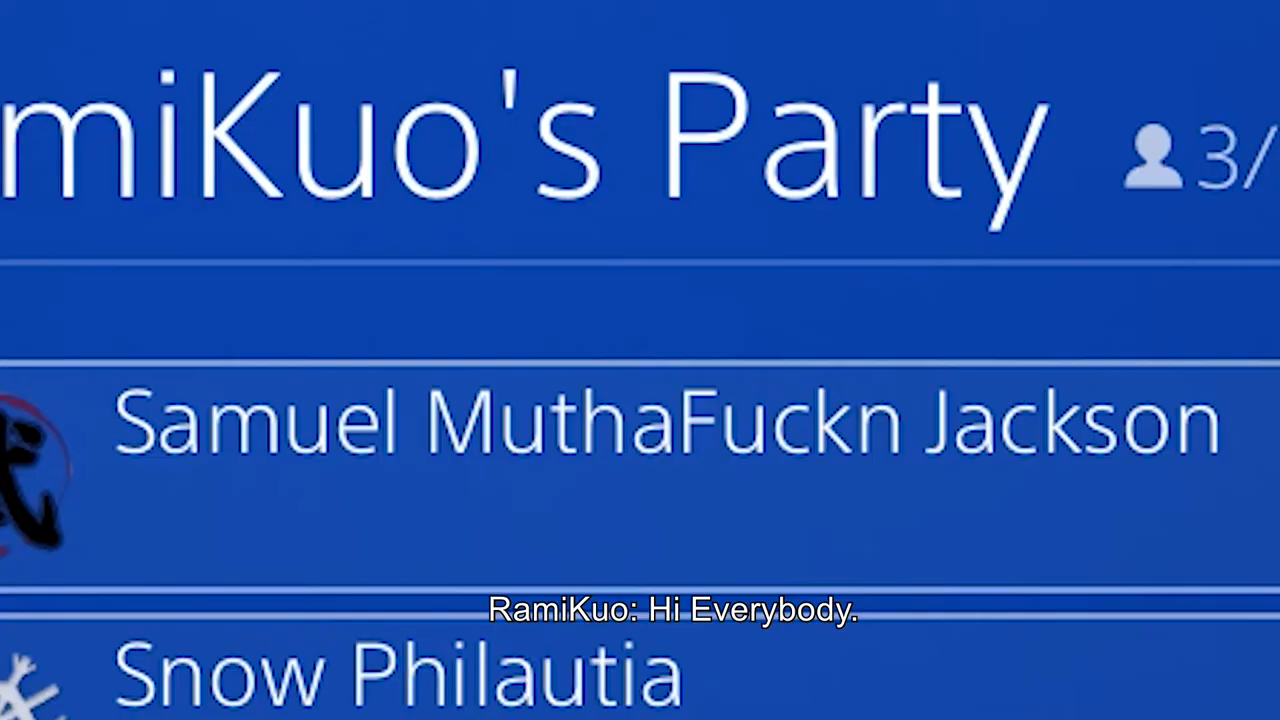 miKuo's Party 3/
Samuel MuthaFuckn Jackson
RamiKuo: Hi Everybody.
Snow Philautia